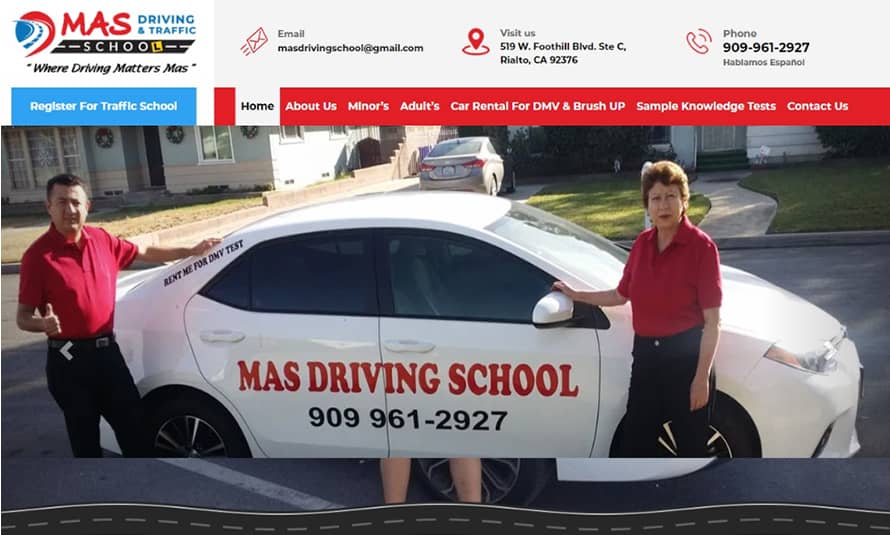 MAS DRIVING
& TRAFFIC
SCHOOL
"Where Driving Matters Mas"
Email
masdrivingschool@gmail.com
Visit us
519 W. Foothill Blvd. Ste C,
Rialto, CA 92376
Phone
909-961-2927
Hablamos Español
Register For Traffic School
Home About Us Minor's Adult's Car Rental For DMV & Brush UP Sample Knowledge Tests Contact Us
RENT ME FOR DMV TEST
MAS DRIVING SCHOOL
909 961-2927